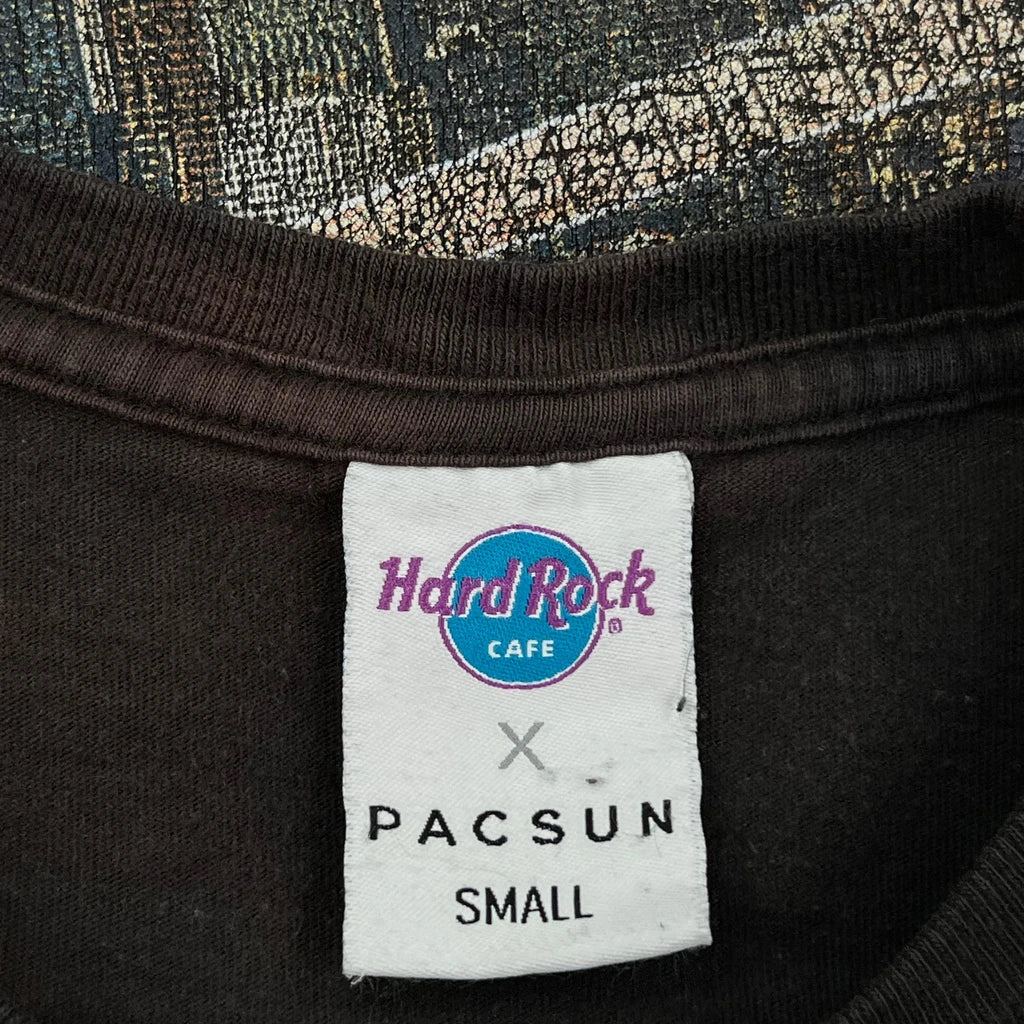 Hard Rock
®
CAFE
X
PACSUN
SMALL